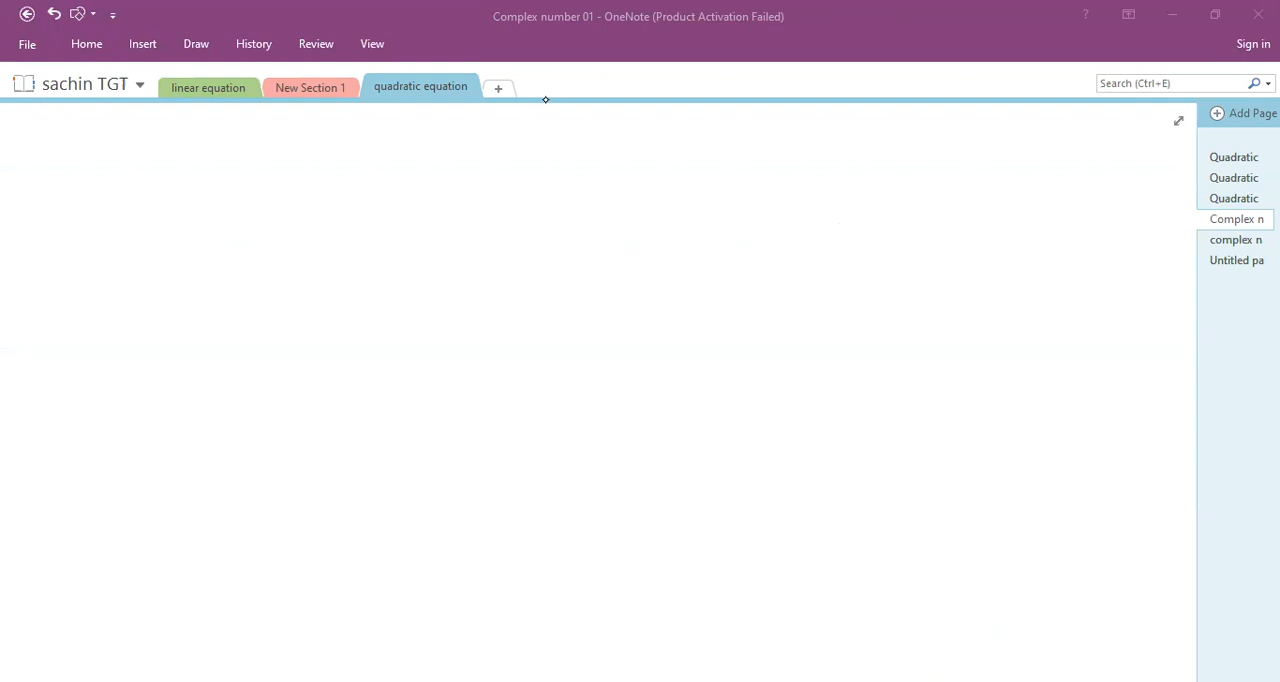 Complex number 01 - OneNote (Product Activation Failed)
?
File Home Insert Draw History Review View Sign in
sachin TGT linear equation New Section 1 quadratic equation + Search (Ctrl+E)
Add Page
Quadratic
Quadratic
Quadratic
Complex n
complex n
Untitled pa